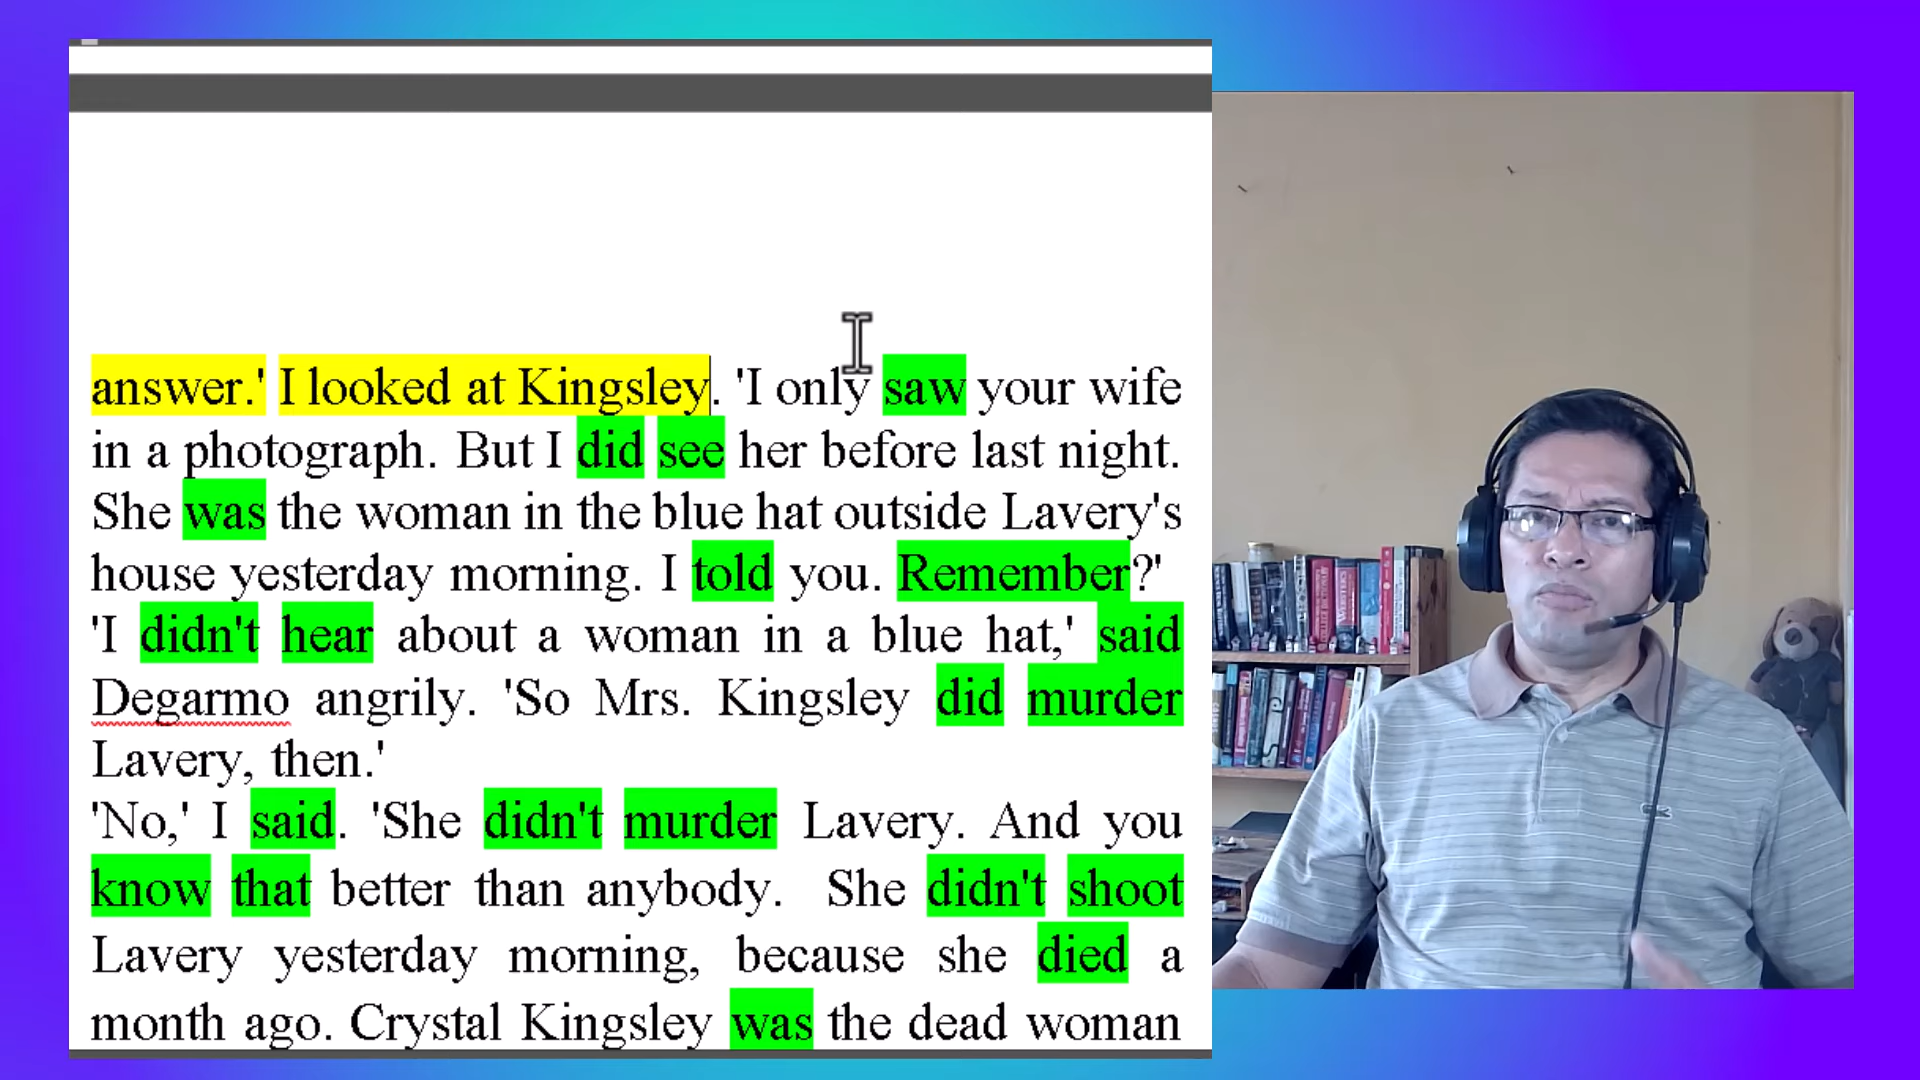 answer.' I looked at Kingsley. 'I only saw your wife
in a photograph. But I did see her before last night.
She was the woman in the blue hat outside Lavery's
house yesterday morning. I told you. Remember?'
'I didn't hear about a woman in a blue hat,' said
Degarmo angrily. 'So Mrs. Kingsley did murder
Lavery, then.'
'No,' I said. 'She didn't murder Lavery. And you
know that better than anybody. She didn't shoot
Lavery yesterday morning, because she died a
month ago. Crystal Kingsley was the dead woman